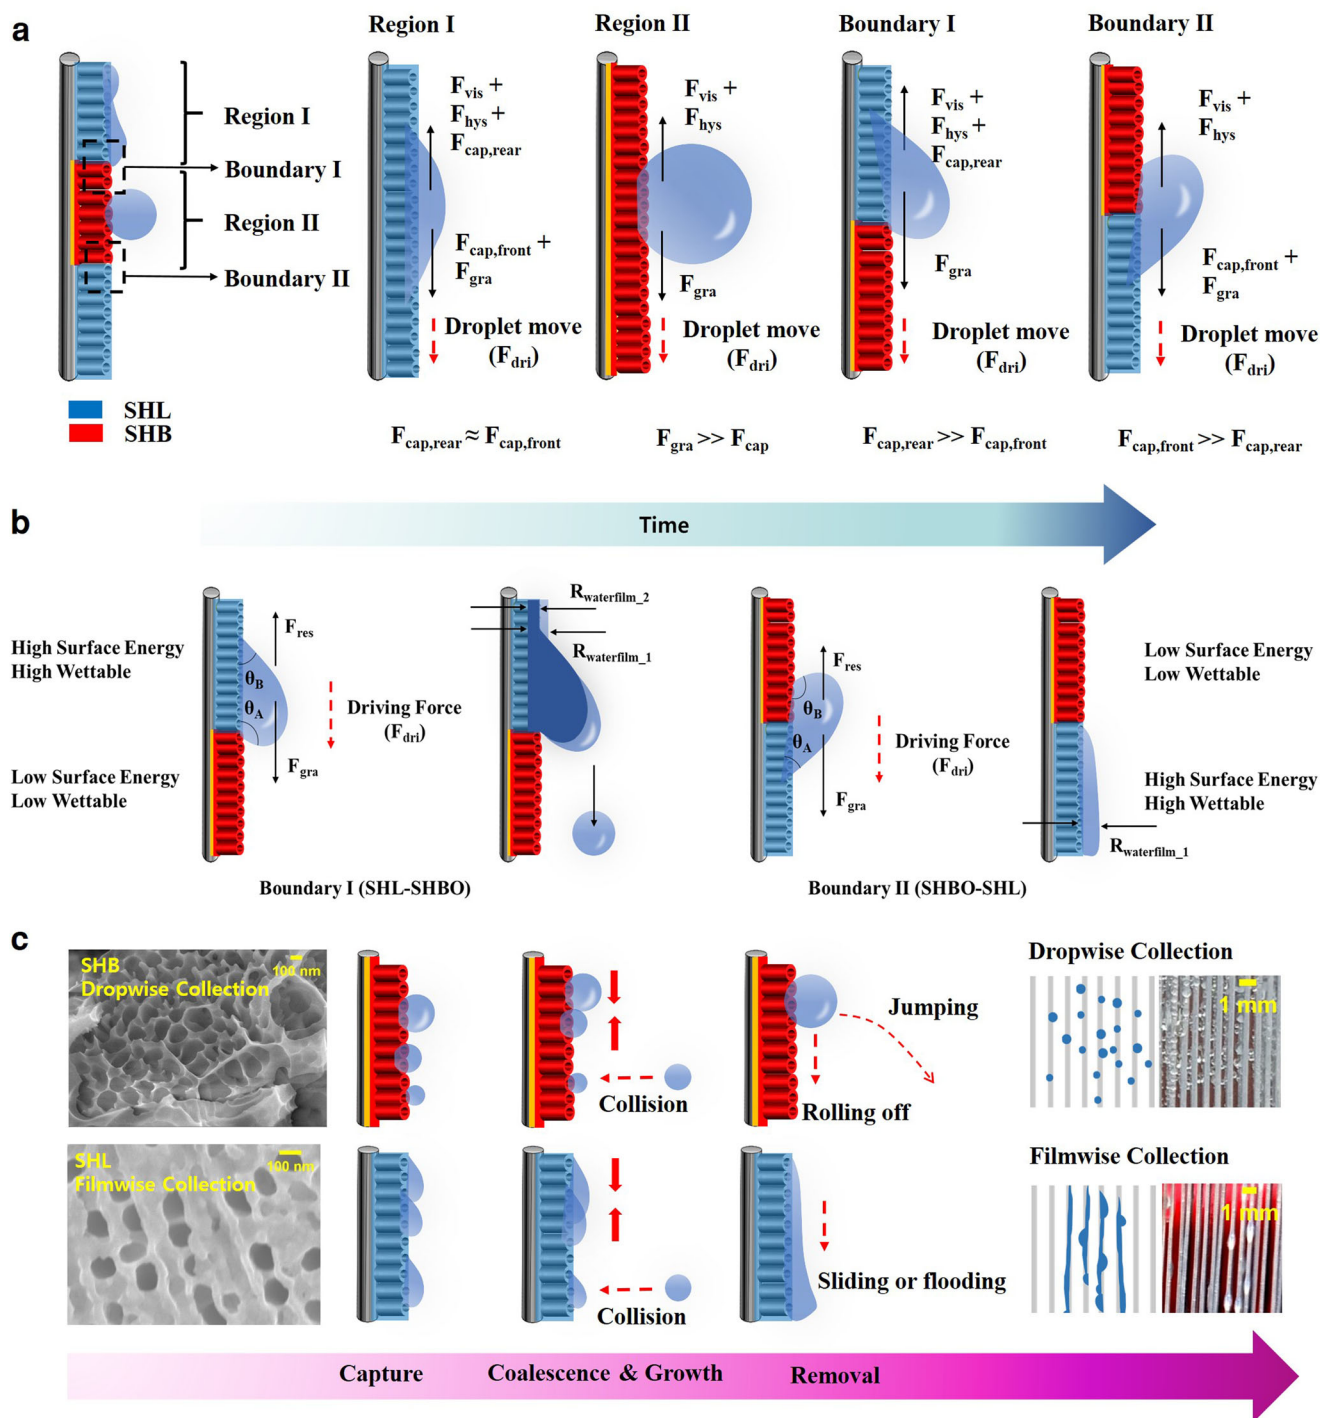 a
Region I
Region II
Boundary I
Boundary II
Region I
Boundary I
Region II
Boundary II
SHL
SHB
F_vis +
F_hys +
F_cap,rear
F_cap,front +
F_gra
Droplet move
(F_dri)
F_cap,rear ≈ F_cap,front
F_vis +
F_hys
F_gra
Droplet move
(F_dri)
F_gra >> F_cap
F_vis +
F_hys +
F_cap,rear
F_gra
Droplet move
(F_dri)
F_cap,rear >> F_cap,front
F_vis +
F_hys
F_cap,front +
F_gra
Droplet move
(F_dri)
F_cap,front >> F_cap,rear
b
Time
High Surface Energy
High Wettable
Low Surface Energy
Low Wettable
F_res
θ_B
θ_A
F_gra
Driving Force
(F_dri)
R_waterfilm_2
R_waterfilm_1
Boundary I (SHL-SHBO)
F_res
θ_B
θ_A
F_gra
Driving Force
(F_dri)
Low Surface Energy
Low Wettable
High Surface Energy
High Wettable
R_waterfilm_1
Boundary II (SHBO-SHL)
c
SHB
Dropwise Collection
100 nm
Collision
Jumping
Rolling off
Dropwise Collection
1 mm
SHL
Filmwise Collection
100 nm
Collision
Sliding or flooding
Filmwise Collection
1 mm
Capture
Coalescence & Growth
Removal